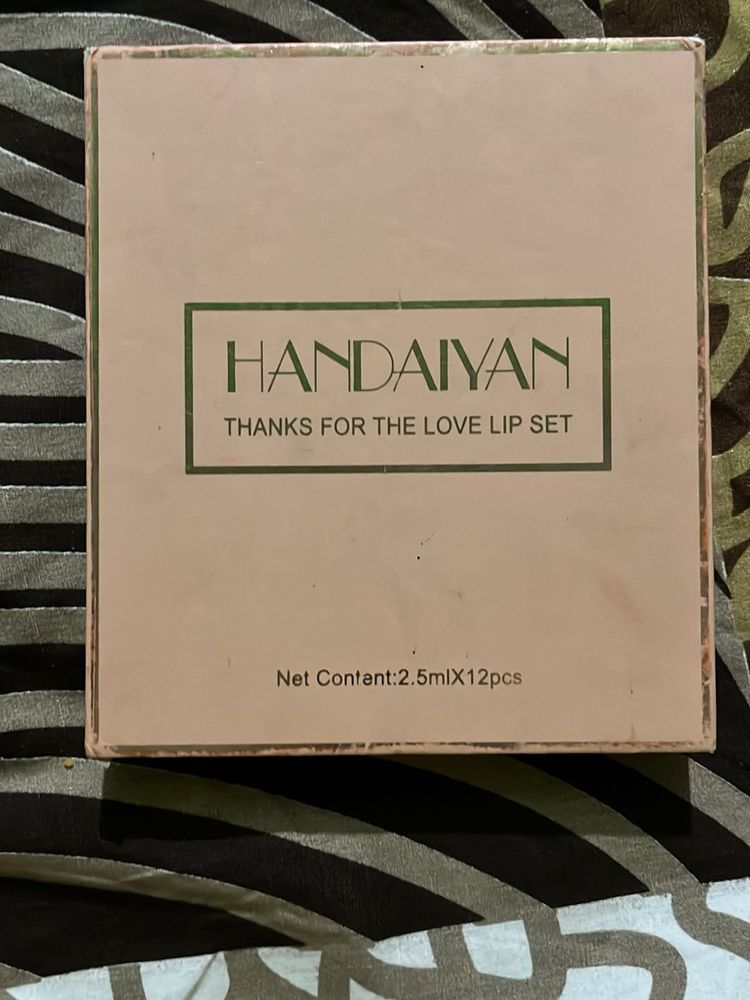 HANDAIYAN
THANKS FOR THE LOVE LIP SET
Net Content:2.5mlX12pcs